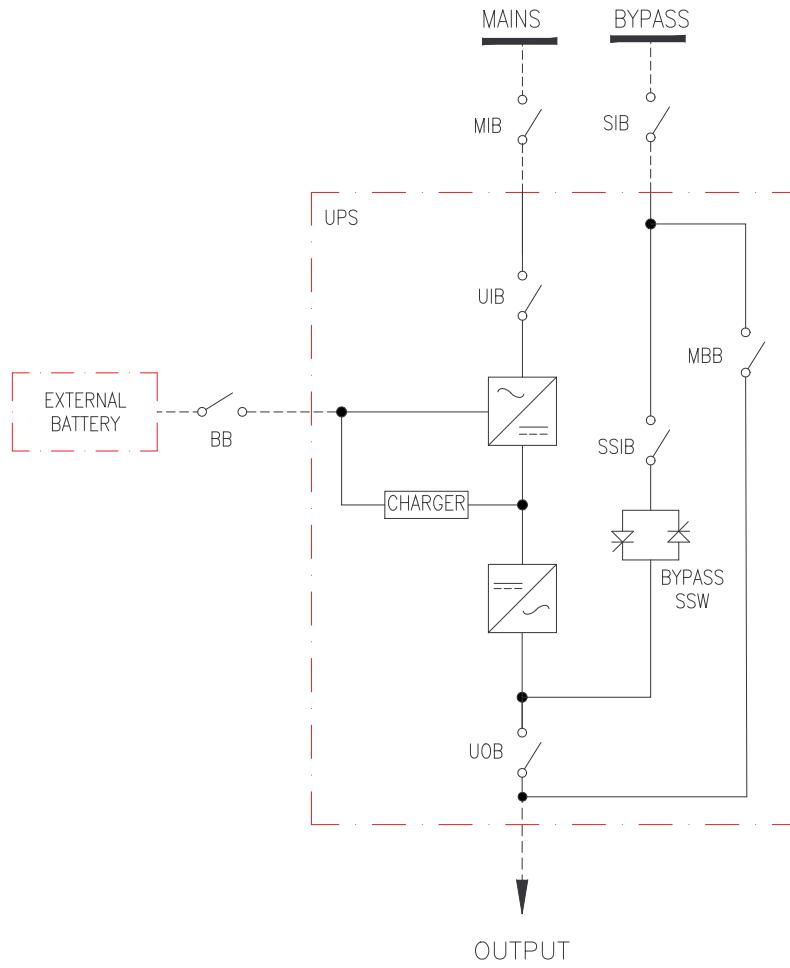 MAINS
BYPASS
MIB
SIB
UPS
UIB
MBB
EXTERNAL
BATTERY
BB
SSIB
CHARGER
BYPASS
SSW
UOB
OUTPUT